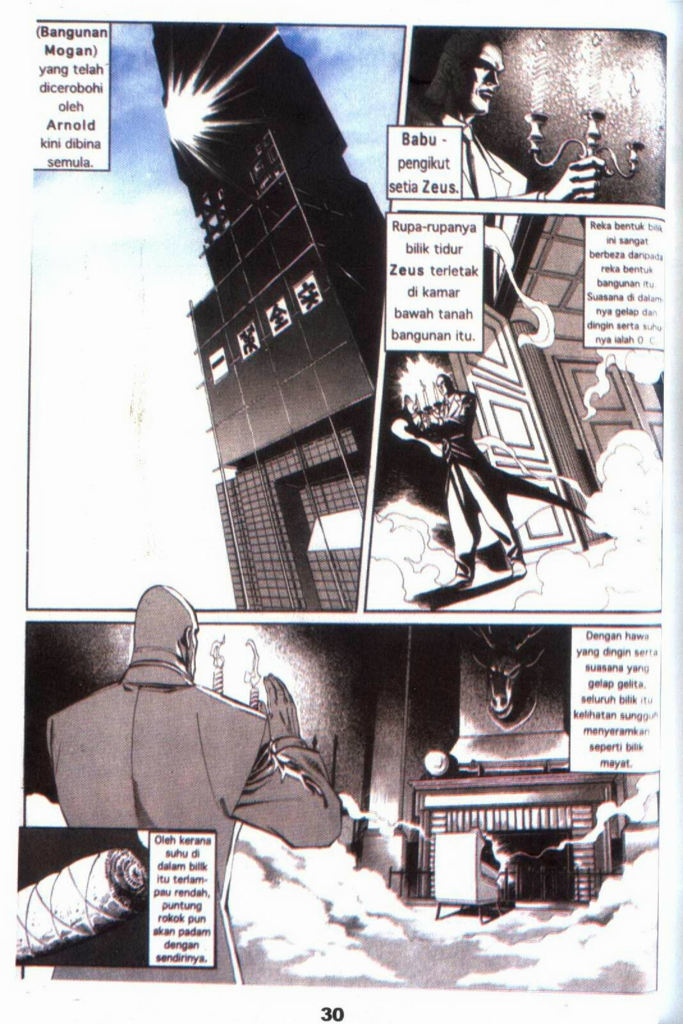 (Bangunan
Mogan)
yang telah
dicerobohi
oleh
Arnold
kini dibina
semula.
Babu -
pengikut
setia Zeus.
Rupa-rupanya
bilik tidur
Zeus terletak
di kamar
bawah tanah
bangunan itu.
Reka bentuk bilik
ini sangat
berbeza daripada
reka bentuk
bangunan itu.
Suasana di dalam-
nya gelap dan
dingin serta suhu-
nya ialah 0 C.
Dengan hawa
yang dingin serta
suasana yang
gelap gelita,
seluruh bilik itu
kelihatan sungguh
menyeramkan
seperti bilik
mayat.
Oleh kerana
suhu di
dalam bilik
itu terlam-
pau rendah,
puntung
rokok pun
akan padam
dengan
sendirinya.
30